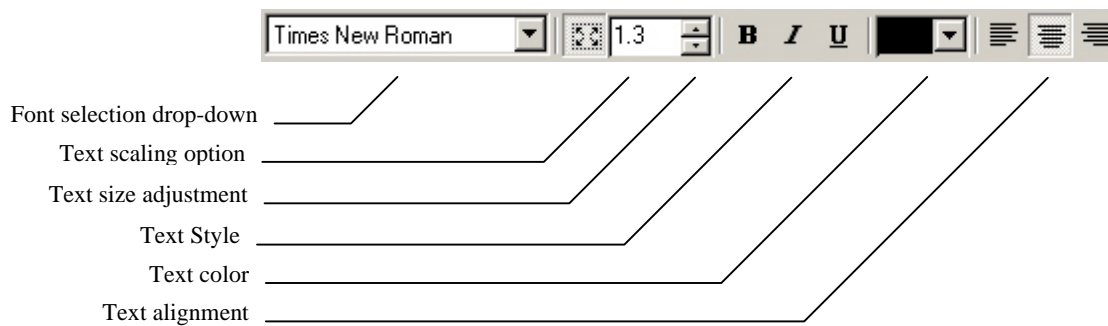 Times New Roman 1.3 B I U
Font selection drop-down
Text scaling option
Text size adjustment
Text Style
Text color
Text alignment